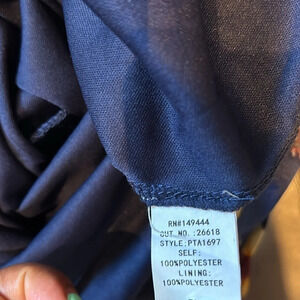 RN#149444
CUT NO.:26618
STYLE:PTA1697
SELF:
100%POLYESTER
LINING:
100%POLYESTER